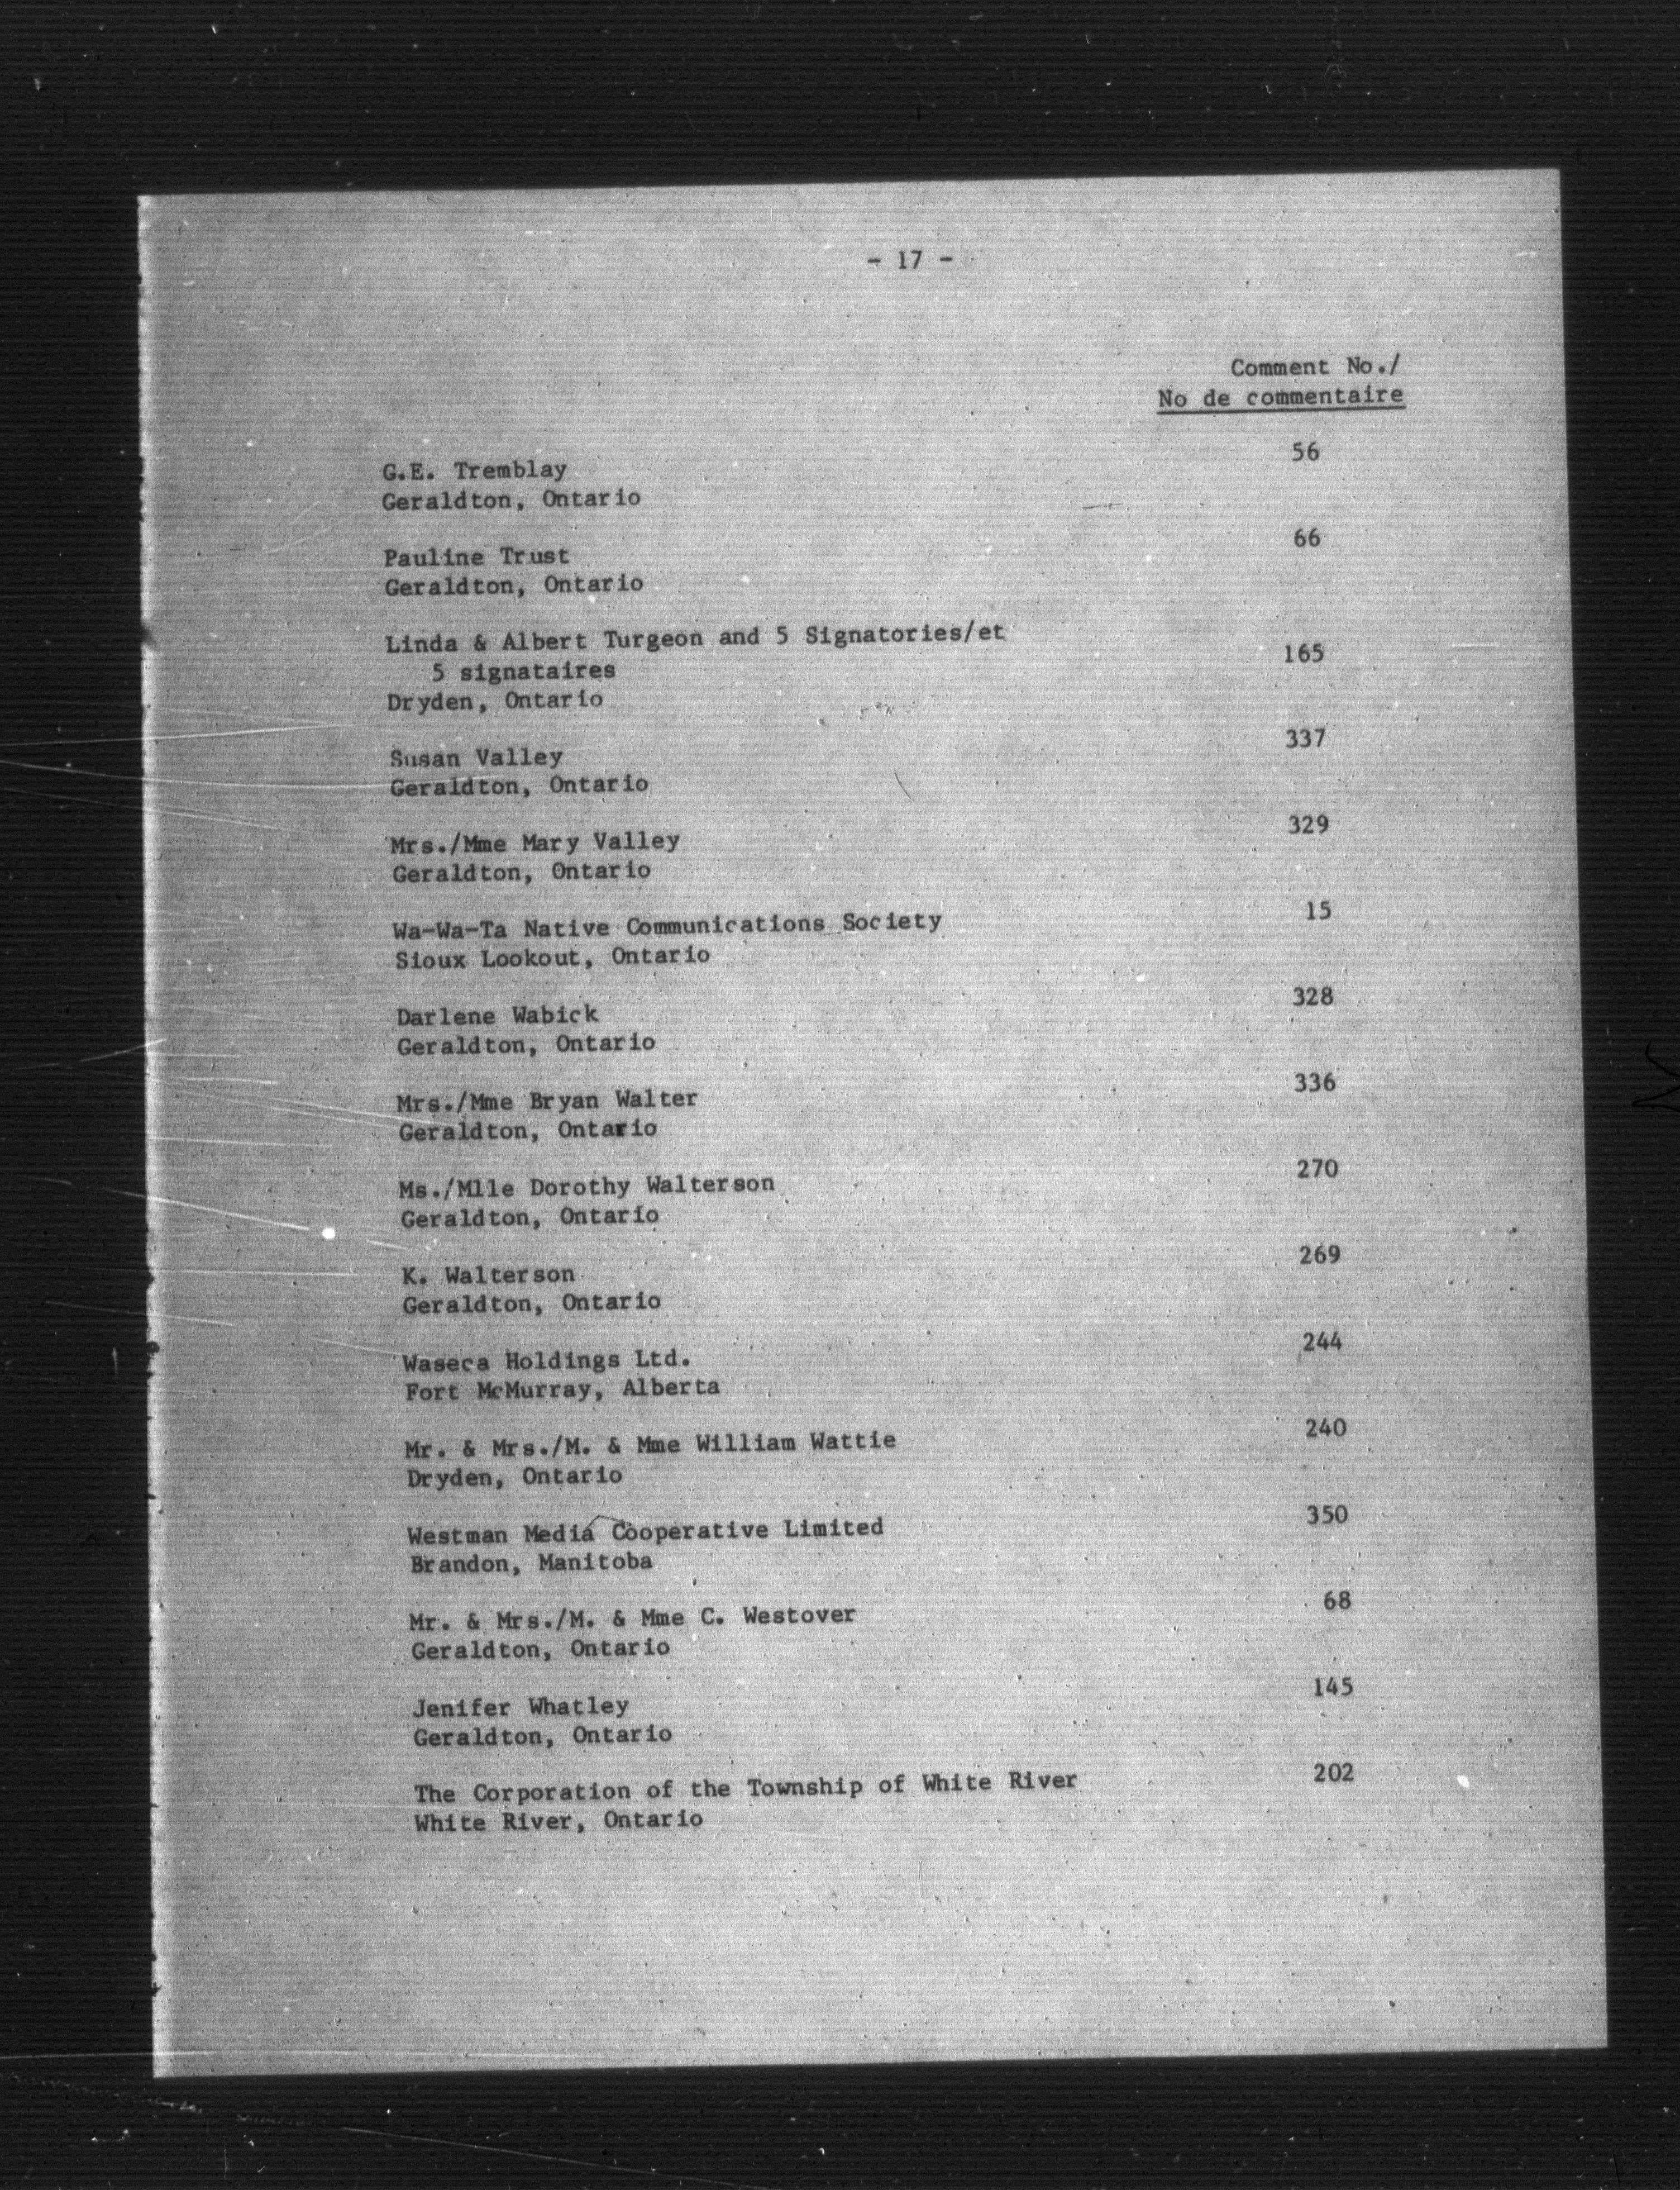 - 17 -
Comment No./
No de commentaire
G.E. Tremblay 56
Geraldton, Ontario
Pauline Trust 66
Geraldton, Ontario
Linda & Albert Turgeon and 5 Signatories/et
5 signataires 165
Dryden, Ontario
Susan Valley 337
Geraldton, Ontario
Mrs./Mme Mary Valley 329
Geraldton, Ontario
Wa-Wa-Ta Native Communications Society 15
Sioux Lookout, Ontario
Darlene Wabick 328
Geraldton, Ontario
Mrs./Mme Bryan Walter 336
Geraldton, Ontario
Ms./Mlle Dorothy Walterson 270
Geraldton, Ontario
K. Walterson 269
Geraldton, Ontario
Waseca Holdings Ltd. 244
Fort McMurray, Alberta
Mr. & Mrs./M. & Mme William Wattie 240
Dryden, Ontario
Westman Media Cooperative Limited 350
Brandon, Manitoba
Mr. & Mrs./M. & Mme C. Westover 68
Geraldton, Ontario
Jenifer Whatley 145
Geraldton, Ontario
The Corporation of the Township of White River 202
White River, Ontario